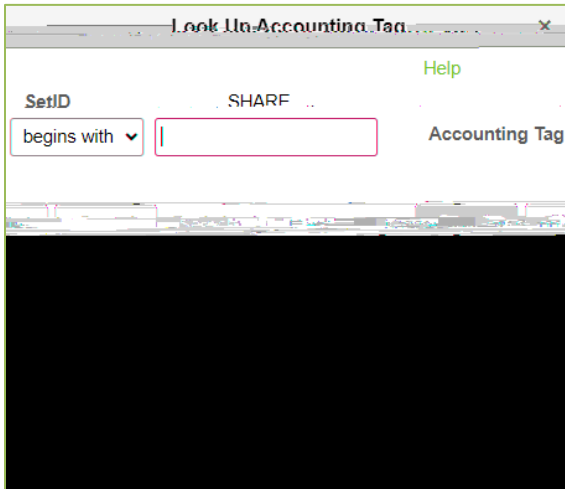 Look Up Accounting Tag ×
Help
SetID SHARE
begins with Accounting Tag